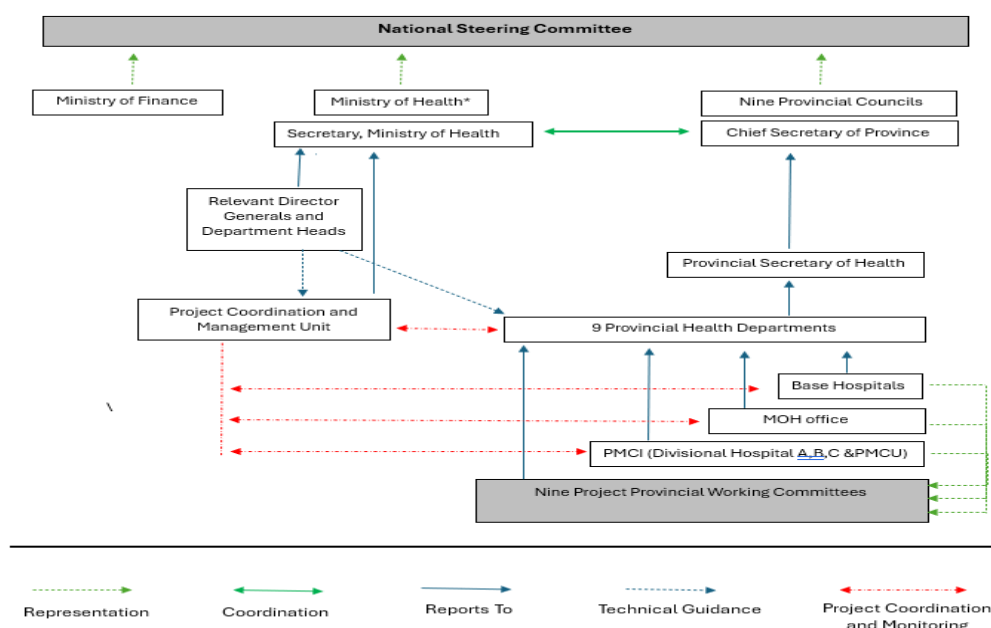 National Steering Committee
Ministry of Finance
Ministry of Health*
Nine Provincial Councils
Secretary, Ministry of Health
Chief Secretary of Province
Relevant Director
Generals and
Department Heads
Provincial Secretary of Health
Project Coordination and
Management Unit
9 Provincial Health Departments
Base Hospitals
\
MOH office
PMCI (Divisional Hospital A,B,C &PMCU)
Nine Project Provincial Working Committees
Representation
Coordination
Reports To
Technical Guidance
Project Coordination
and Monitoring